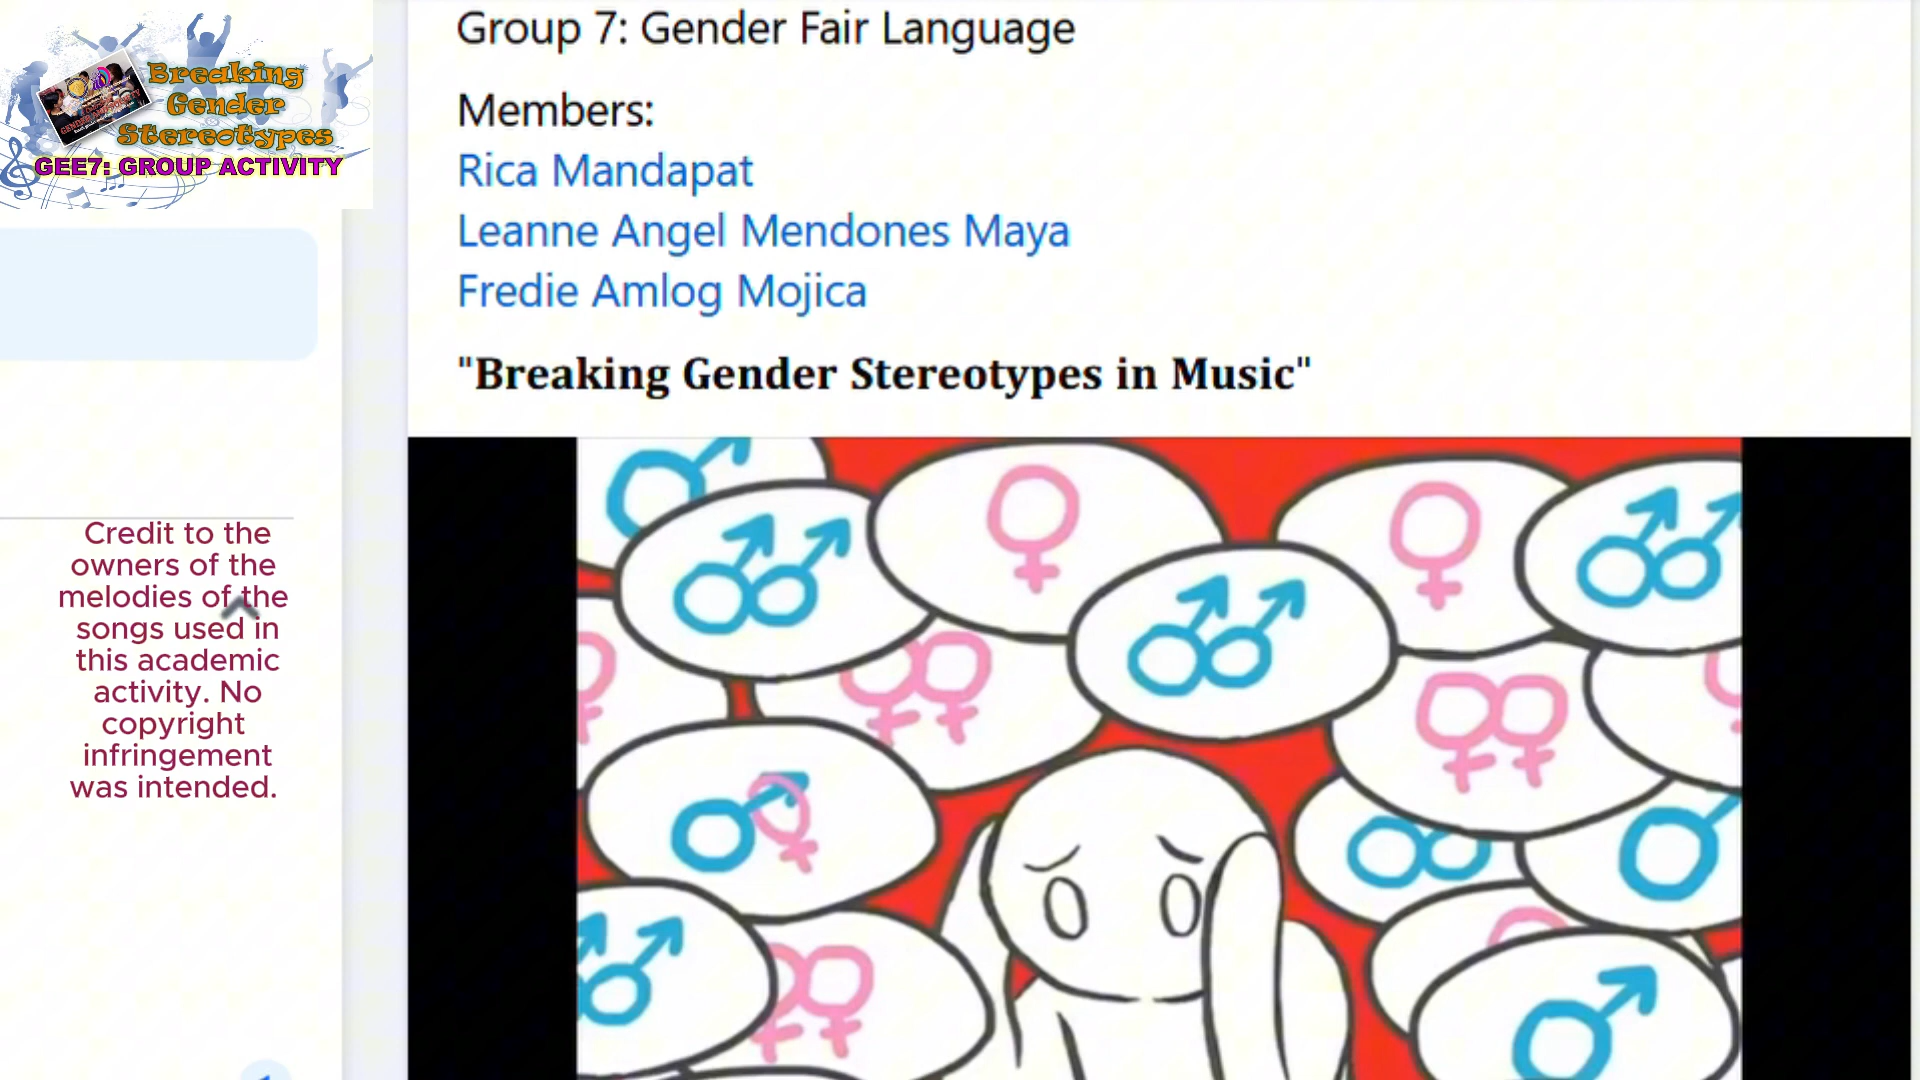 Breaking
Gender
Stereotypes
GEE7: GROUP ACTIVITY
Group 7: Gender Fair Language
Members:
Rica Mandapat
Leanne Angel Mendones Maya
Fredie Amlog Mojica
"Breaking Gender Stereotypes in Music"
Credit to the
owners of the
melodies of the
songs used in
this academic
activity. No
copyright
infringement
was intended.